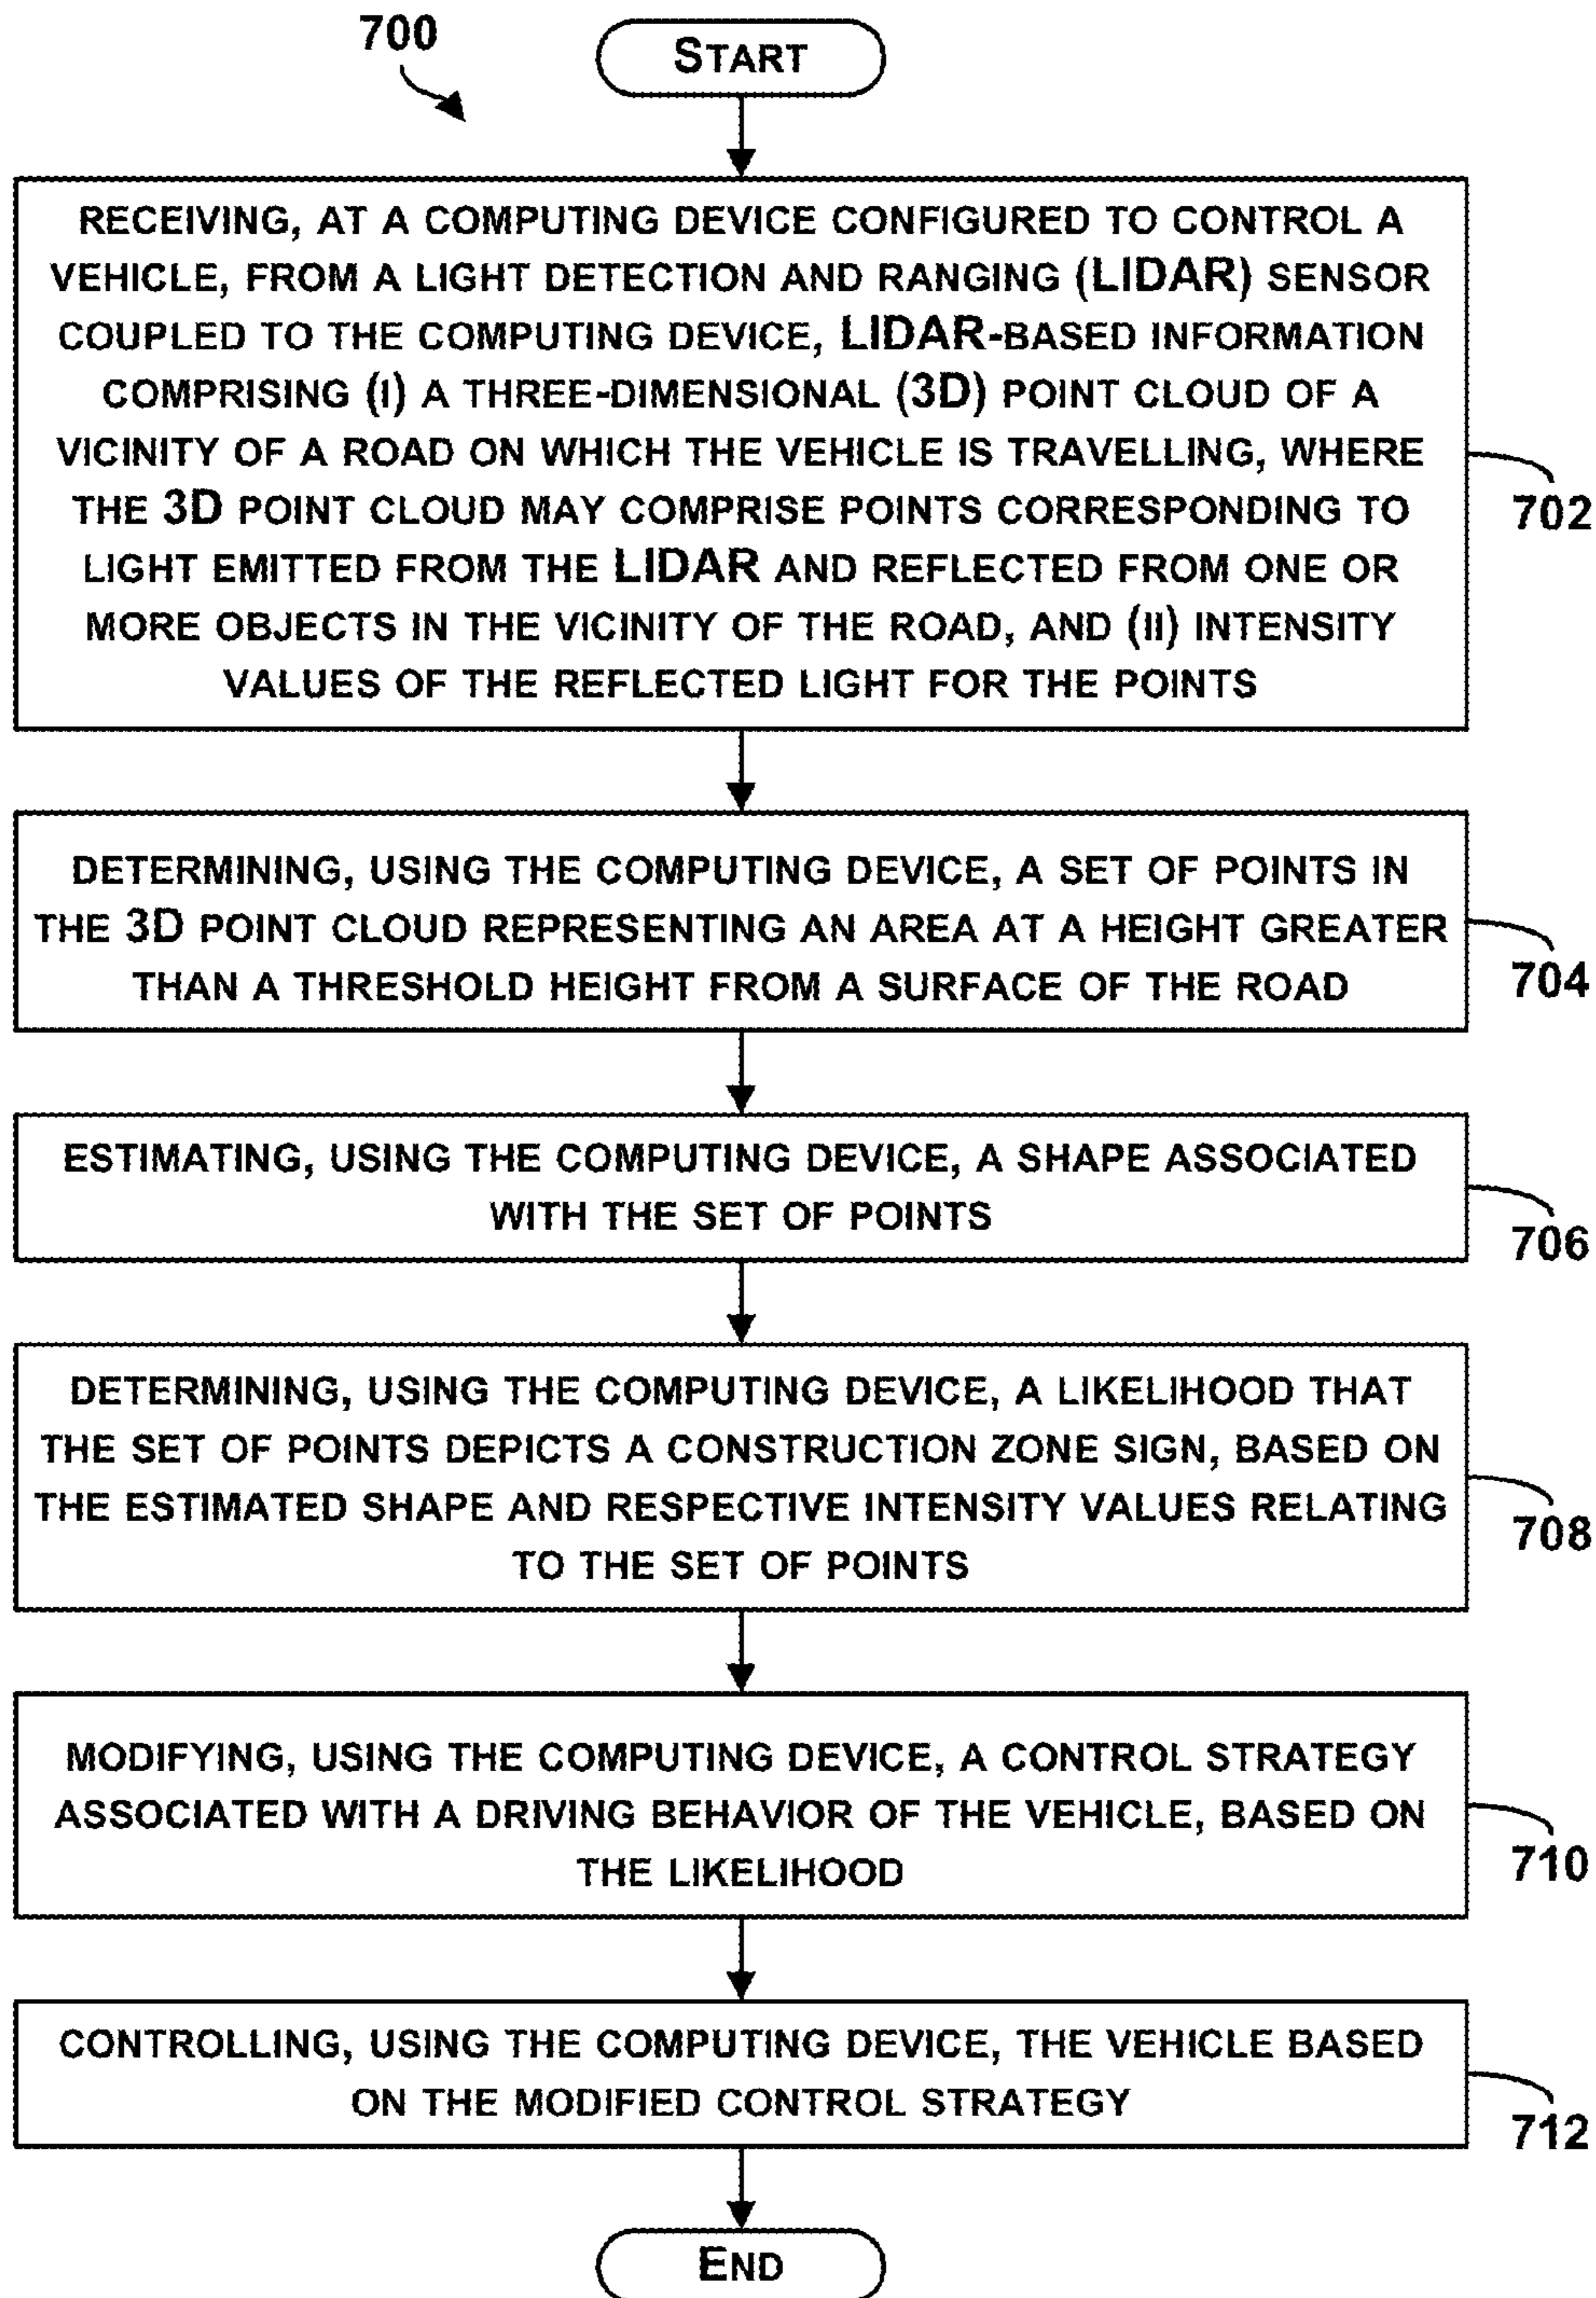 700
START
RECEIVING, AT A COMPUTING DEVICE CONFIGURED TO CONTROL A
VEHICLE, FROM A LIGHT DETECTION AND RANGING (LIDAR) SENSOR
COUPLED TO THE COMPUTING DEVICE, LIDAR-BASED INFORMATION
COMPRISING (I) A THREE-DIMENSIONAL (3D) POINT CLOUD OF A
VICINITY OF A ROAD ON WHICH THE VEHICLE IS TRAVELLING, WHERE
THE 3D POINT CLOUD MAY COMPRISE POINTS CORRESPONDING TO
LIGHT EMITTED FROM THE LIDAR AND REFLECTED FROM ONE OR
MORE OBJECTS IN THE VICINITY OF THE ROAD, AND (II) INTENSITY
VALUES OF THE REFLECTED LIGHT FOR THE POINTS
702
DETERMINING, USING THE COMPUTING DEVICE, A SET OF POINTS IN
THE 3D POINT CLOUD REPRESENTING AN AREA AT A HEIGHT GREATER
THAN A THRESHOLD HEIGHT FROM A SURFACE OF THE ROAD
704
ESTIMATING, USING THE COMPUTING DEVICE, A SHAPE ASSOCIATED
WITH THE SET OF POINTS
706
DETERMINING, USING THE COMPUTING DEVICE, A LIKELIHOOD THAT
THE SET OF POINTS DEPICTS A CONSTRUCTION ZONE SIGN, BASED ON
THE ESTIMATED SHAPE AND RESPECTIVE INTENSITY VALUES RELATING
TO THE SET OF POINTS
708
MODIFYING, USING THE COMPUTING DEVICE, A CONTROL STRATEGY
ASSOCIATED WITH A DRIVING BEHAVIOR OF THE VEHICLE, BASED ON
THE LIKELIHOOD
710
CONTROLLING, USING THE COMPUTING DEVICE, THE VEHICLE BASED
ON THE MODIFIED CONTROL STRATEGY
712
END